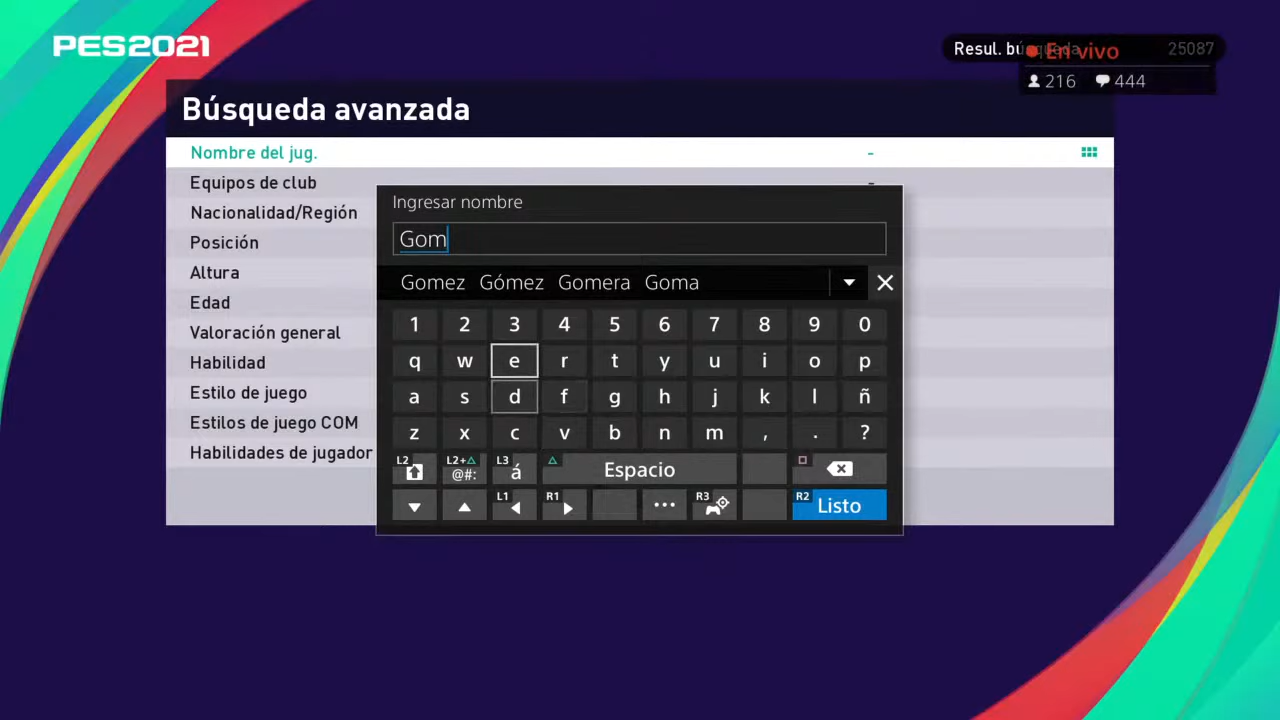 PES2021
Resul. búsqueda 25087
En vivo
216 444
Búsqueda avanzada
Nombre del jug. -
Equipos de club -
Nacionalidad/Región
Posición
Altura
Edad
Valoración general
Habilidad
Estilo de juego
Estilos de juego COM
Habilidades de jugador
Ingresar nombre
Gom
Gomez Gómez Gomera Goma
1 2 3 4 5 6 7 8 9 0
q w e r t y u i o p
a s d f g h j k l ñ
z x c v b n m , . ?
L2 L2+△ @#: L3 á △ Espacio □
L1 R1 ... R3 R2 Listo